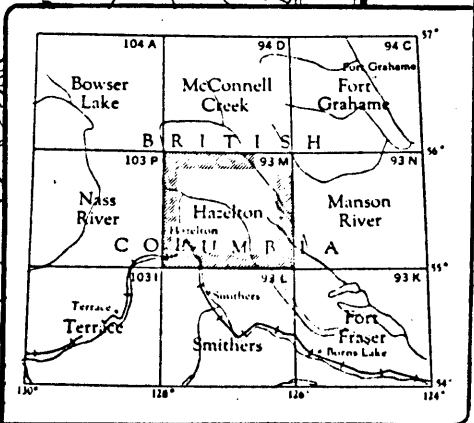 104 A
94 D
94 C
57°
Bowser
Lake
McConnell
Creek
Fort Grahame
Fort
Grahame
BRITISH
56°
103 P
93 M
93 N
Nass
River
Hazelton
Hazelton
Manson
River
COLUMBIA
55°
103 I
93 L
93 K
Terrace
Terrace
Smithers
Smithers
Fort
Fraser
Burns Lake
130°
128°
126°
124°
54°